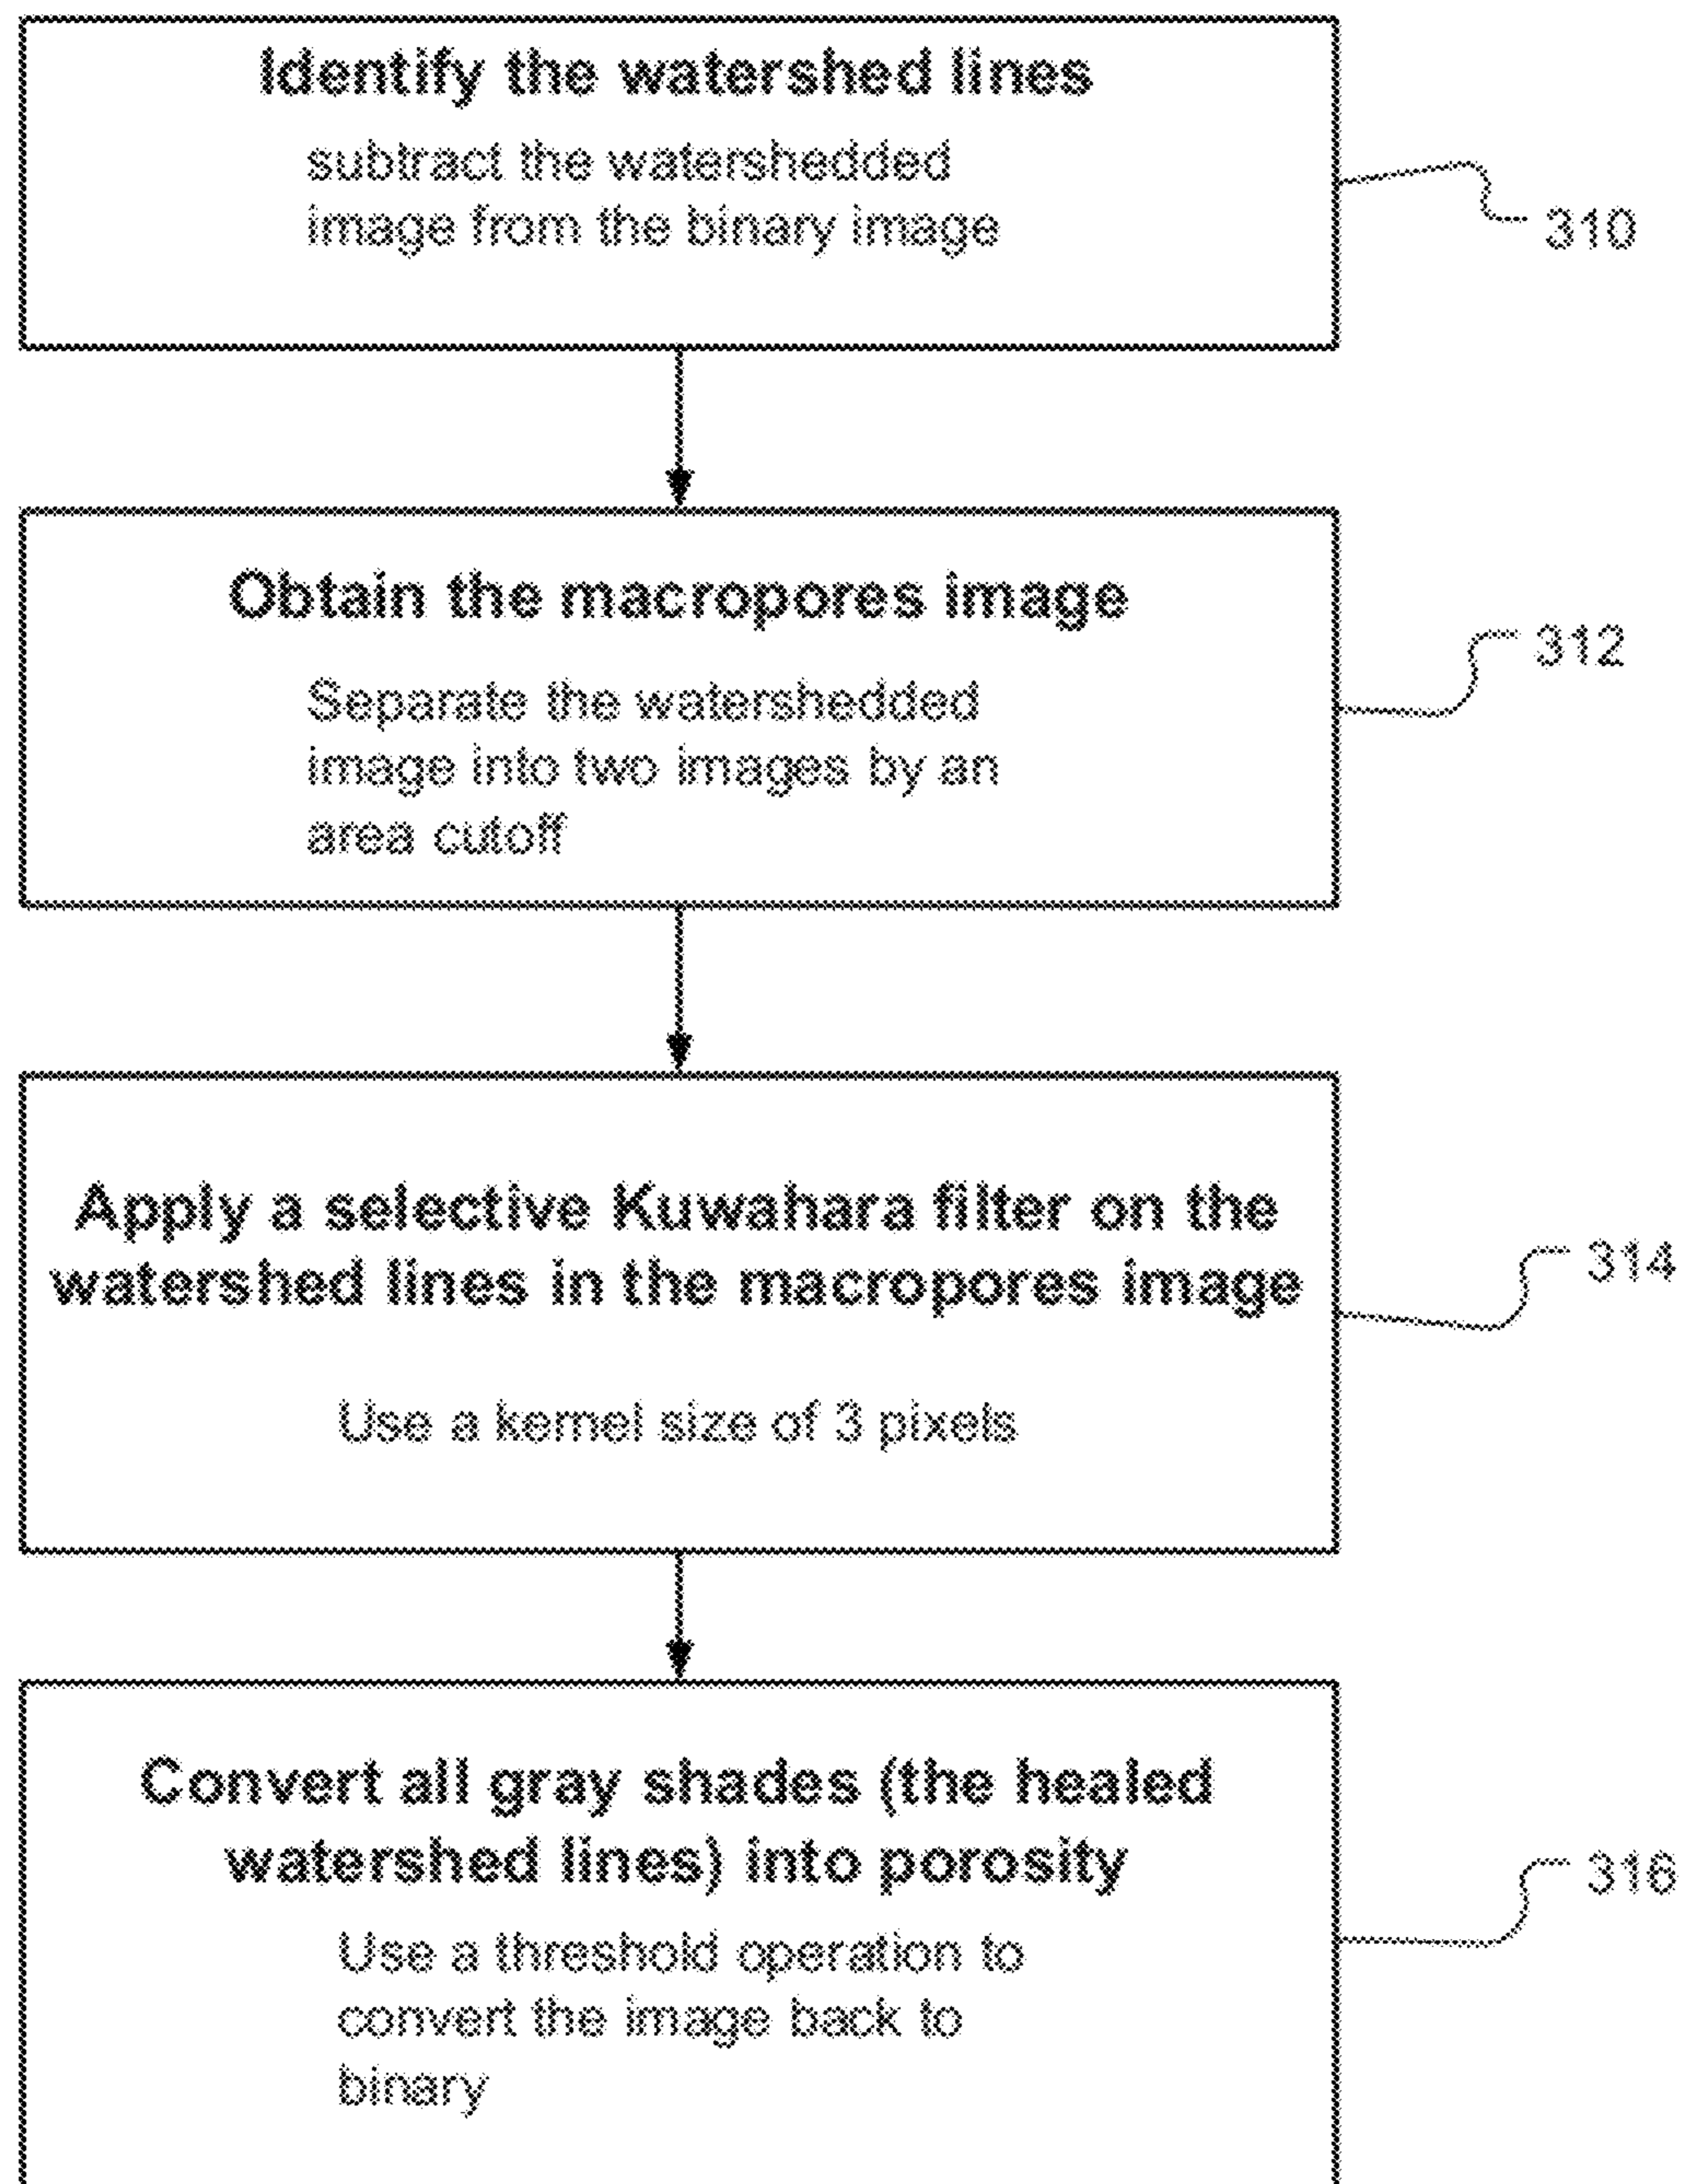 Identify the watershed lines
subtract the watershedded
image from the binary image
310
Obtain the macropores image
312
Separate the watershedded
image into two images by an
area cutoff
Apply a selective Kuwahara filter on the
watershed lines in the macropores image
314
Use a kernel size of 3 pixels
Convert all gray shades (the healed
watershed lines) into porosity
316
Use a threshold operation to
convert the image back to
binary